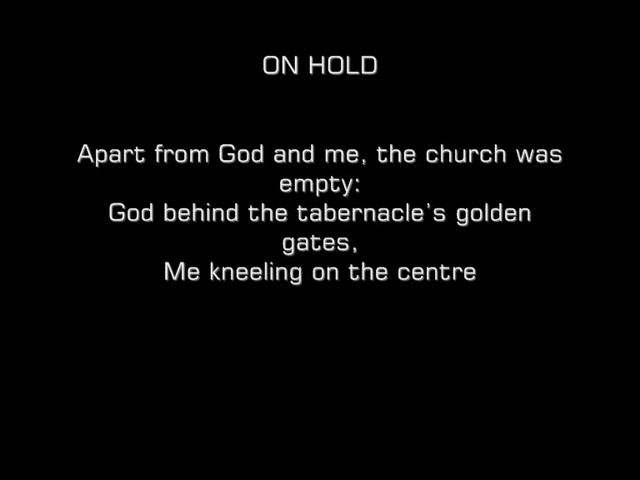 ON HOLD
Apart from God and me, the church was
empty:
God behind the tabernacle's golden
gates,
Me kneeling on the centre